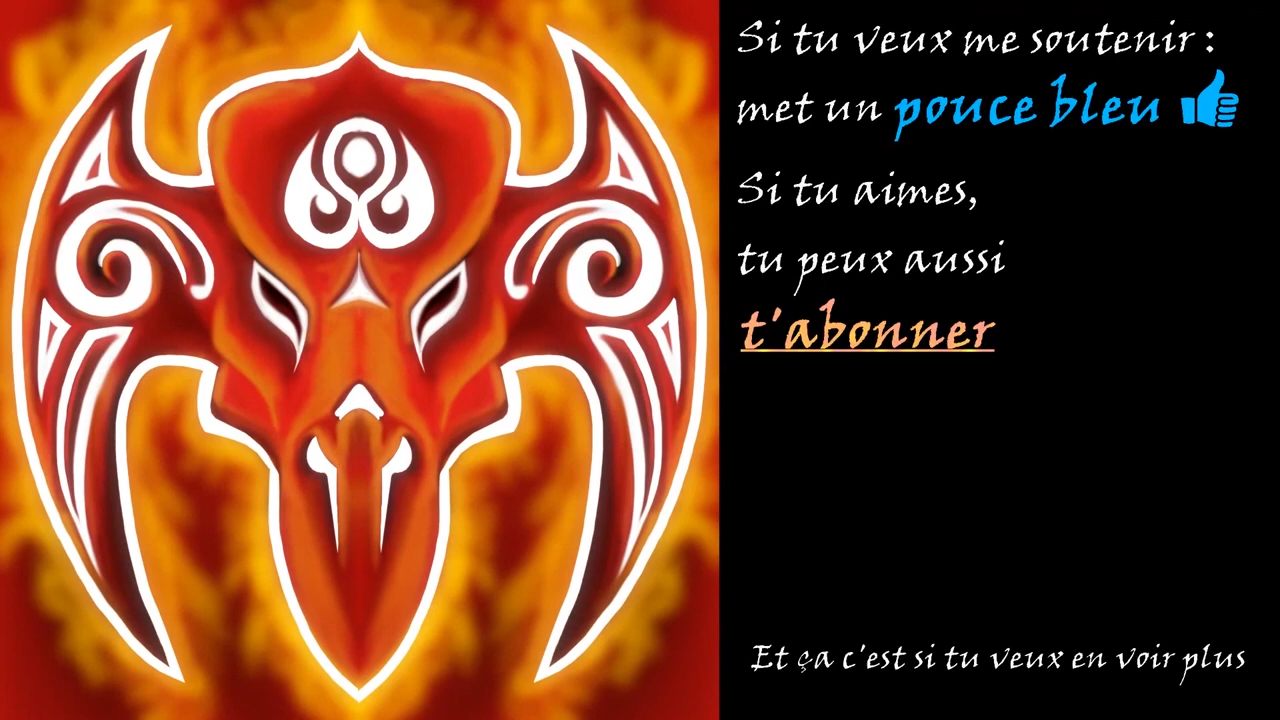 Si tu veux me soutenir :
met un pouce bleu
Si tu aimes,
tu peux aussi
t'abonner
Et ça c'est si tu veux en voir plus